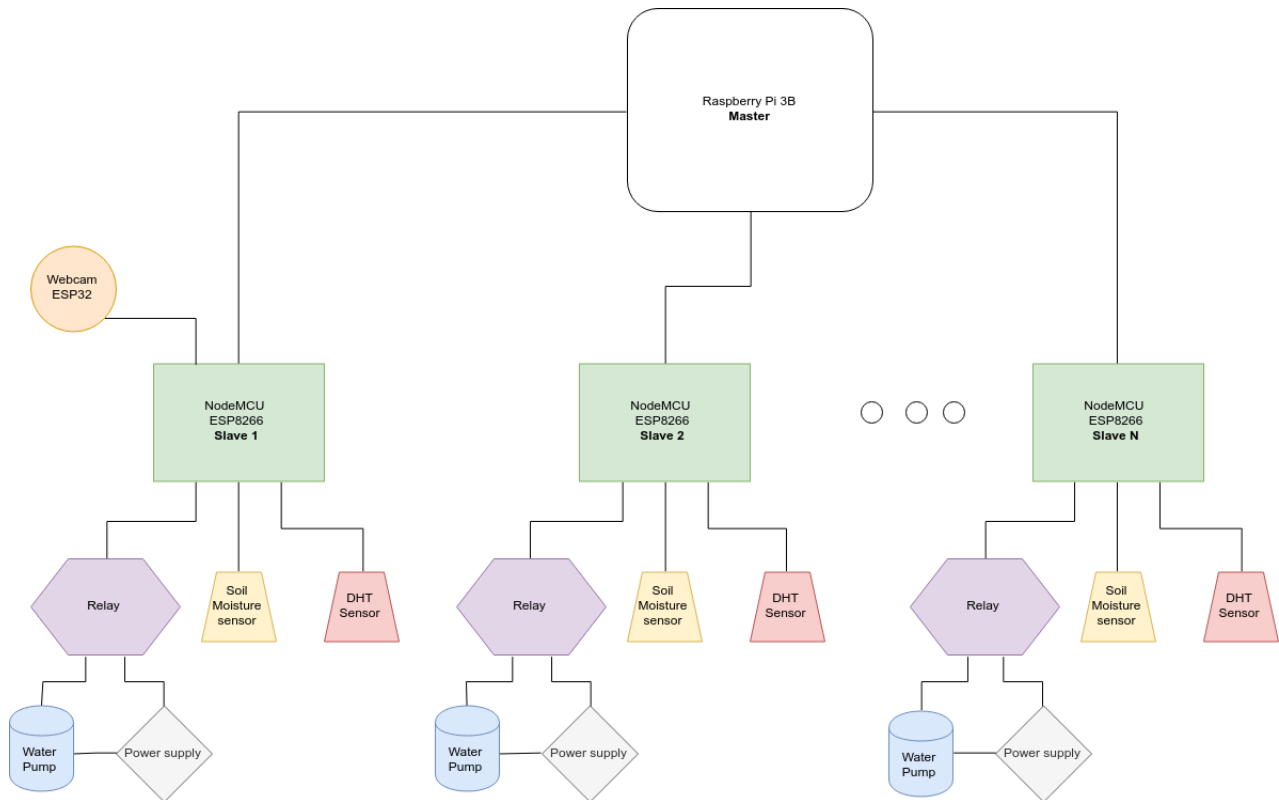 Raspberry Pi 3B
Master
Webcam
ESP32
NodeMCU
ESP8266
Slave 1
NodeMCU
ESP8266
Slave 2
NodeMCU
ESP8266
Slave N
Relay
Soil
Moisture
sensor
DHT
Sensor
Relay
Soil
Moisture
sensor
DHT
Sensor
Relay
Soil
Moisture
sensor
DHT
Sensor
Water
Pump
Power supply
Water
Pump
Power supply
Water
Pump
Power supply